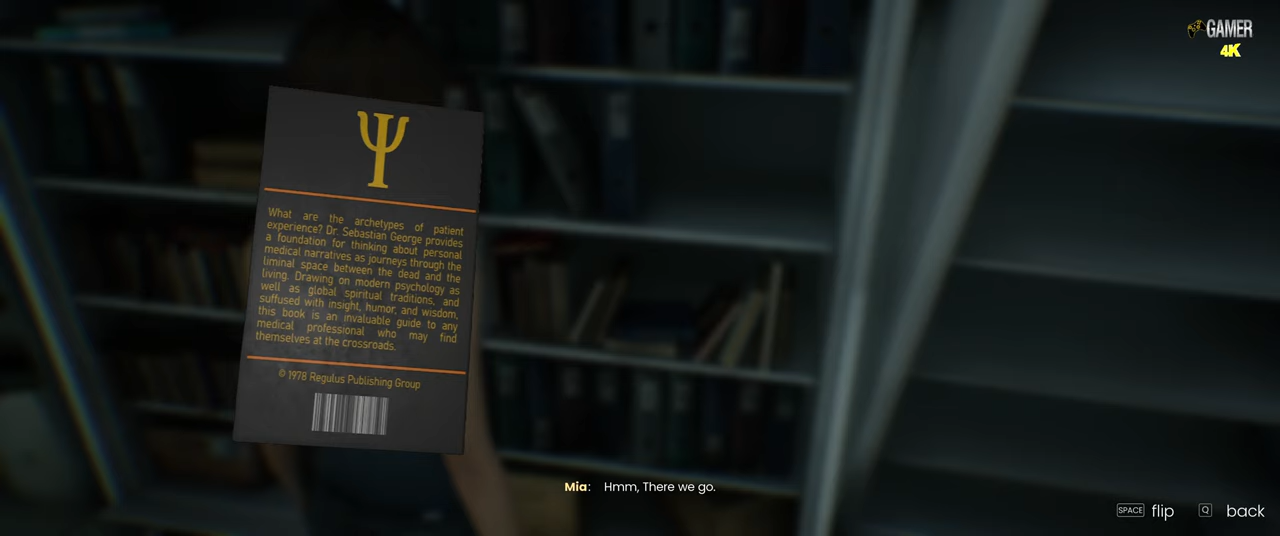 GAMER
4K
Ψ
What are the archetypes of patient
experience? Dr. Sebastian George provides
a foundation for thinking about personal
medical narratives as journeys through the
liminal space between the dead and the
living. Drawing on modern psychology as
well as global spiritual traditions, and
suffused with insight, humor, and wisdom,
this book is an invaluable guide to any
medical professional who may find
themselves at the crossroads.
© 1978 Regulus Publishing Group
Mia: Hmm, There we go.
SPACE flip Q back